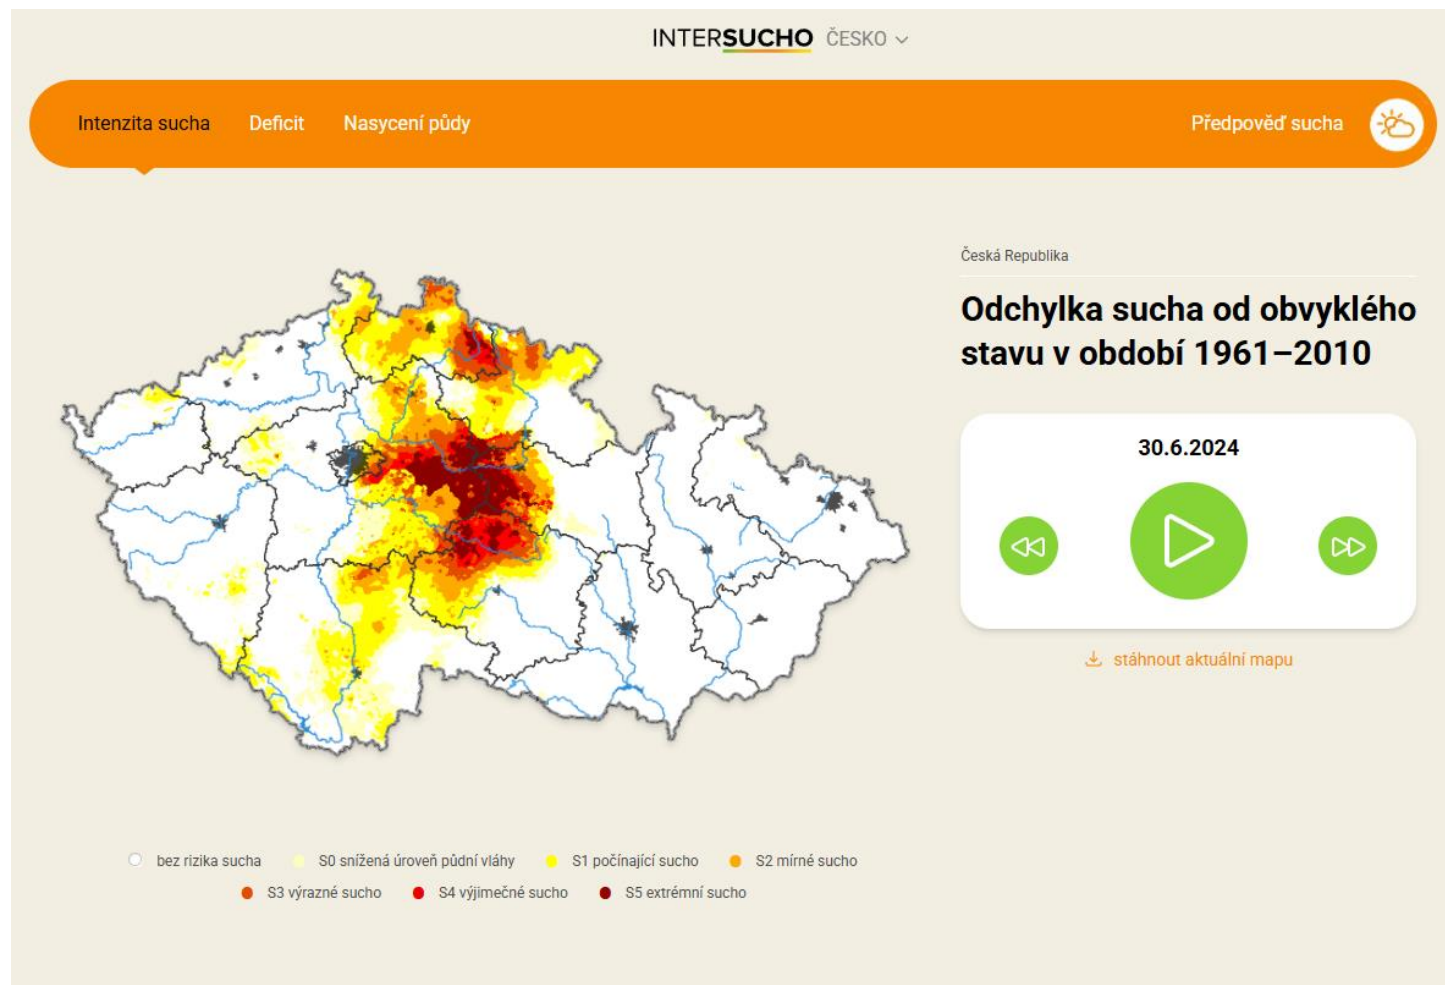 INTERSUCHO ČESKO
Intenzita sucha Deficit Nasycení půdy Předpověď sucha
Česká Republika
Odchylka sucha od obvyklého
stavu v období 1961–2010
30.6.2024
stáhnout aktuální mapu
bez rizika sucha S0 snížená úroveň půdní vláhy S1 počínající sucho S2 mírné sucho
S3 výrazné sucho S4 výjimečné sucho S5 extrémní sucho